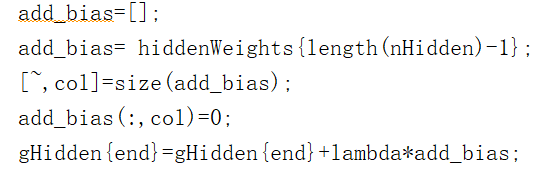 add_bias=[];
add_bias= hiddenWeights{length(nHidden)-1};
[~,col]=size(add_bias);
add_bias(:,col)=0;
gHidden{end}=gHidden{end}+lambda*add_bias;